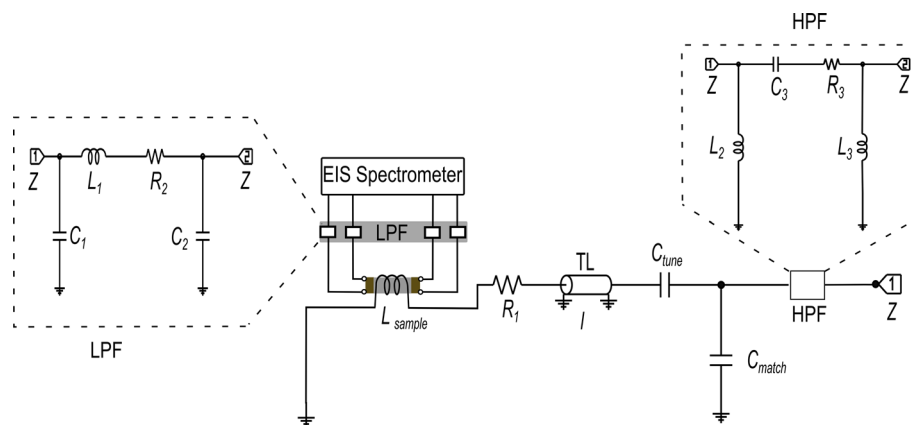 HPF
1
C3
R3
2
Z
Z
L2
L3
1
L1
R2
2
Z
Z
C1
C2
LPF
EIS Spectrometer
LPF
L sample
R1
TL
l
Ctune
Cmatch
HPF
1
Z